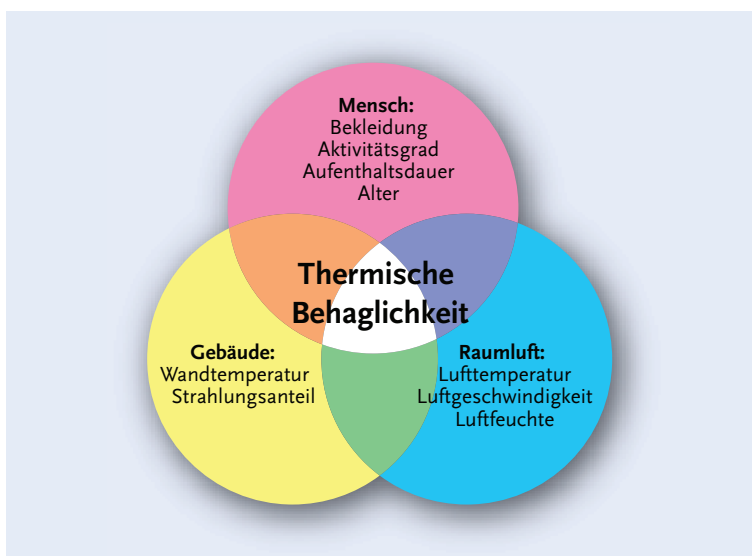 Mensch:
Bekleidung
Aktivitätsgrad
Aufenthaltsdauer
Alter
Thermische
Behaglichkeit
Gebäude:
Wandtemperatur
Strahlungsanteil
Raumluft:
Lufttemperatur
Luftgeschwindigkeit
Luftfeuchte